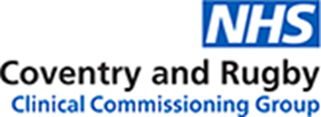 NHS
Coventry and Rugby
Clinical Commissioning Group